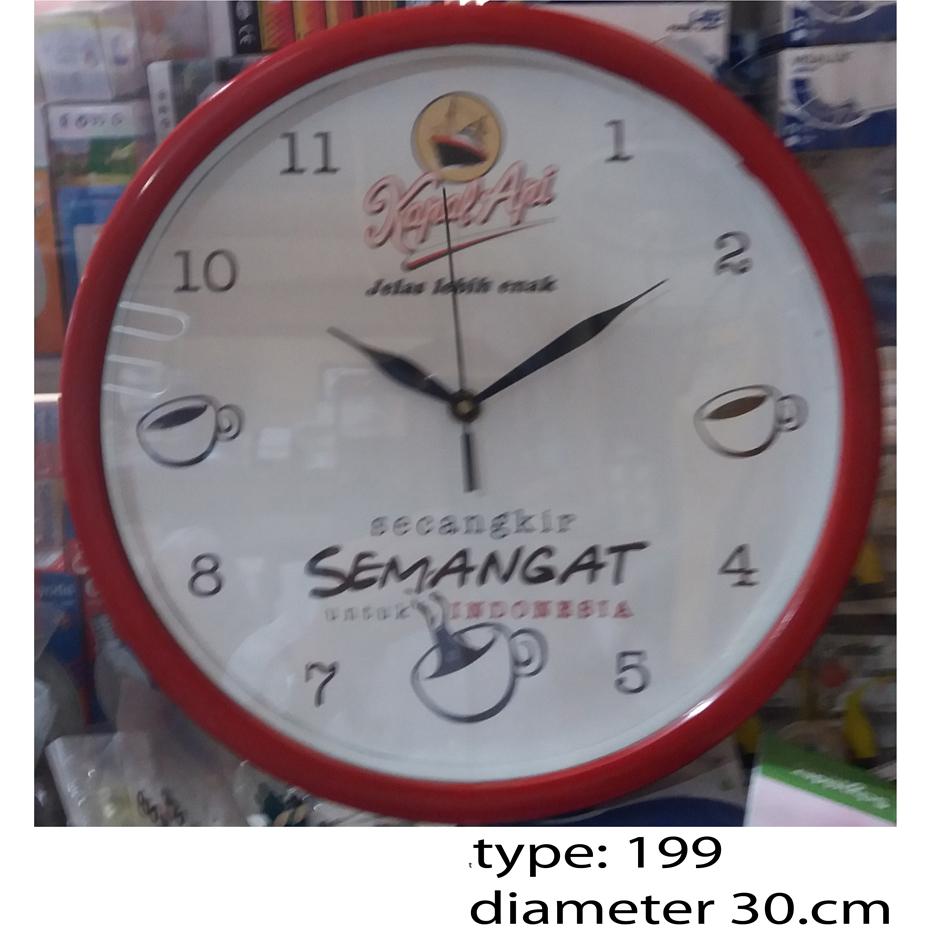 11
1
10
2
Kapal Api
Jelas lebih enak
secangkir
SEMANGAT
untuk INDONESIA
8
4
7
5
type: 199
diameter 30.cm